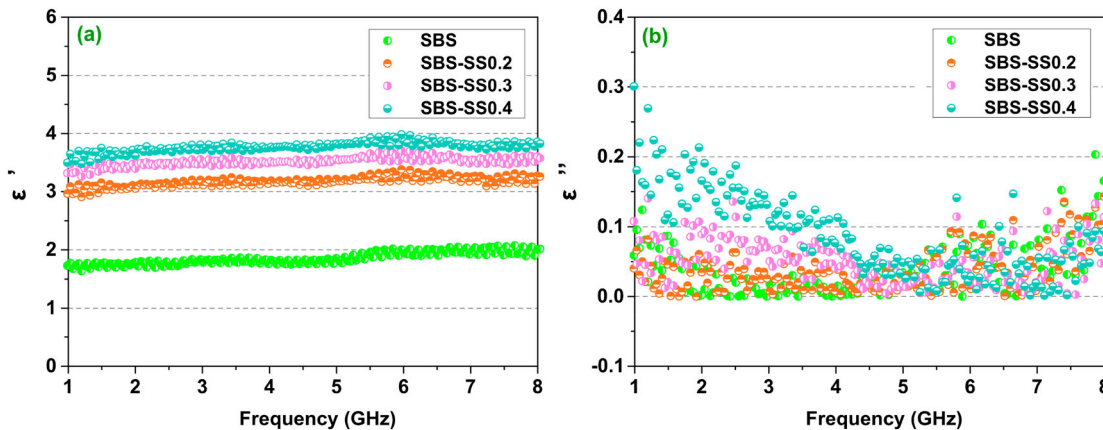 (a)
SBS
SBS-SS0.2
SBS-SS0.3
SBS-SS0.4
ε ’
6
5
4
3
2
1
0
1 2 3 4 5 6 7 8
Frequency (GHz)
(b)
SBS
SBS-SS0.2
SBS-SS0.3
SBS-SS0.4
ε ’’
0.4
0.3
0.2
0.1
0.0
-0.1
1 2 3 4 5 6 7 8
Frequency (GHz)